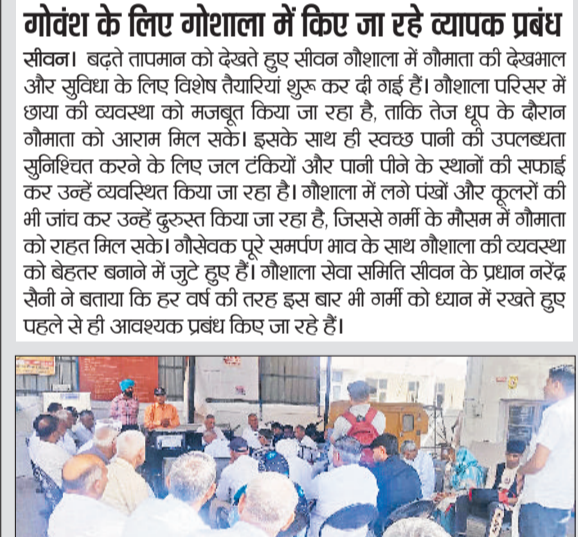 गोवंश के लिए गोशाला में किए जा रहे व्यापक प्रबंध
सीवन। बढ़ते तापमान को देखते हुए सीवन गौशाला में गौमाता की देखभाल
और सुविधा के लिए विशेष तैयारियां शुरू कर दी गई हैं। गौशाला परिसर में
छाया की व्यवस्था को मजबूत किया जा रहा है, ताकि तेज धूप के दौरान
गौमाता को आराम मिल सके। इसके साथ ही स्वच्छ पानी की उपलब्धता
सुनिश्चित करने के लिए जल टंकियों और पानी पीने के स्थानों की सफाई
कर उन्हें व्यवस्थित किया जा रहा है। गौशाला में लगे पंखों और कूलरों की
भी जांच कर उन्हें दुरुस्त किया जा रहा है, जिससे गर्मी के मौसम में गौमाता
को राहत मिल सके। गौसेवक पूरे समर्पण भाव के साथ गौशाला की व्यवस्था
को बेहतर बनाने में जुटे हुए हैं। गौशाला सेवा समिति सीवन के प्रधान नरेंद्र
सैनी ने बताया कि हर वर्ष की तरह इस बार भी गर्मी को ध्यान में रखते हुए
पहले से ही आवश्यक प्रबंध किए जा रहे हैं।